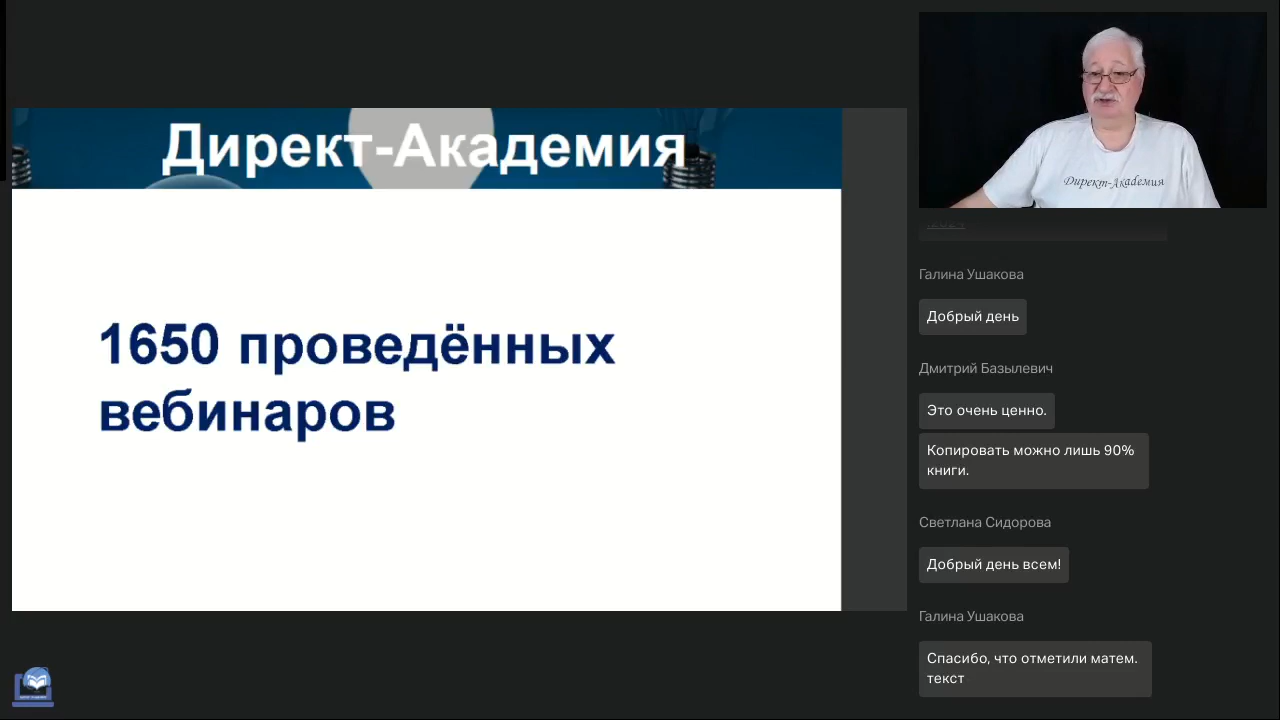 Директ-Академия
1650 проведённых
вебинаров
Директ-Академия
Галина Ушакова
Добрый день
Дмитрий Базылевич
Это очень ценно.
Копировать можно лишь 90%
книги.
Светлана Сидорова
Добрый день всем!
Галина Ушакова
Спасибо, что отметили матем.
текст